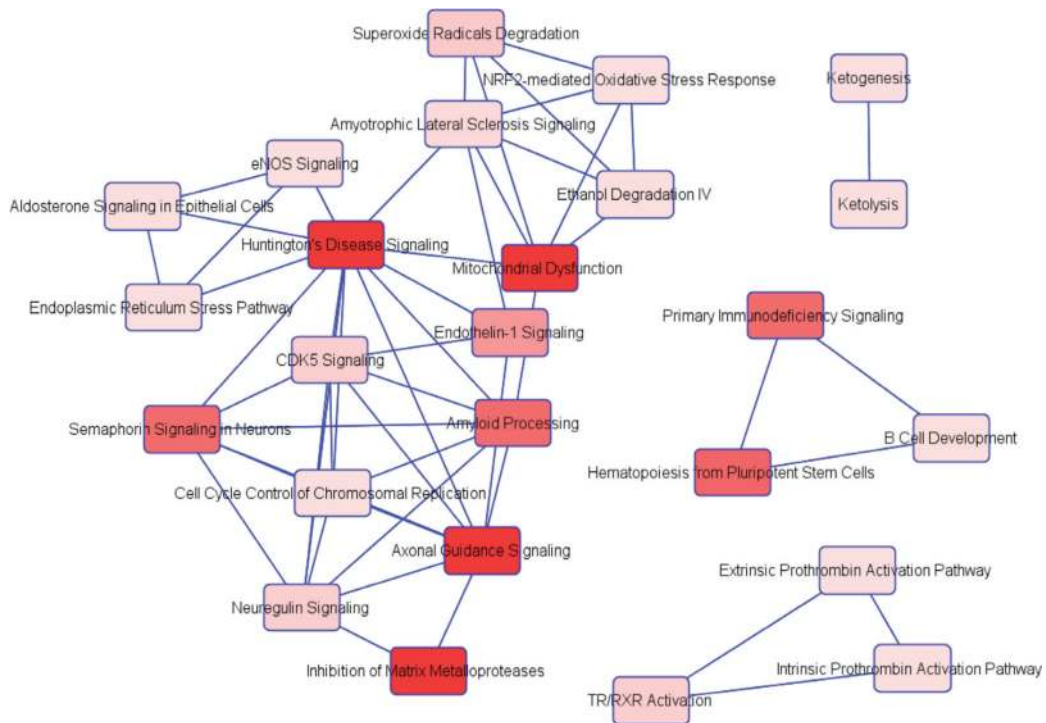 Superoxide Radicals Degradation
NRF2-mediated Oxidative Stress Response
Ketogenesis
Amyotrophic Lateral Sclerosis Signaling
eNOS Signaling
Ethanol Degradation IV
Aldosterone Signaling in Epithelial Cells
Ketolysis
Huntington's Disease Signaling
Mitochondrial Dysfunction
Endoplasmic Reticulum Stress Pathway
Primary Immunodeficiency Signaling
Endothelin-1 Signaling
CDK5 Signaling
Semaphorin Signaling in Neurons
Amyloid Processing
B Cell Development
Hematopoiesis from Pluripotent Stem Cells
Cell Cycle Control of Chromosomal Replication
Axonal Guidance Signaling
Extrinsic Prothrombin Activation Pathway
Neuregulin Signaling
Inhibition of Matrix Metalloproteases
Intrinsic Prothrombin Activation Pathway
TR/RXR Activation